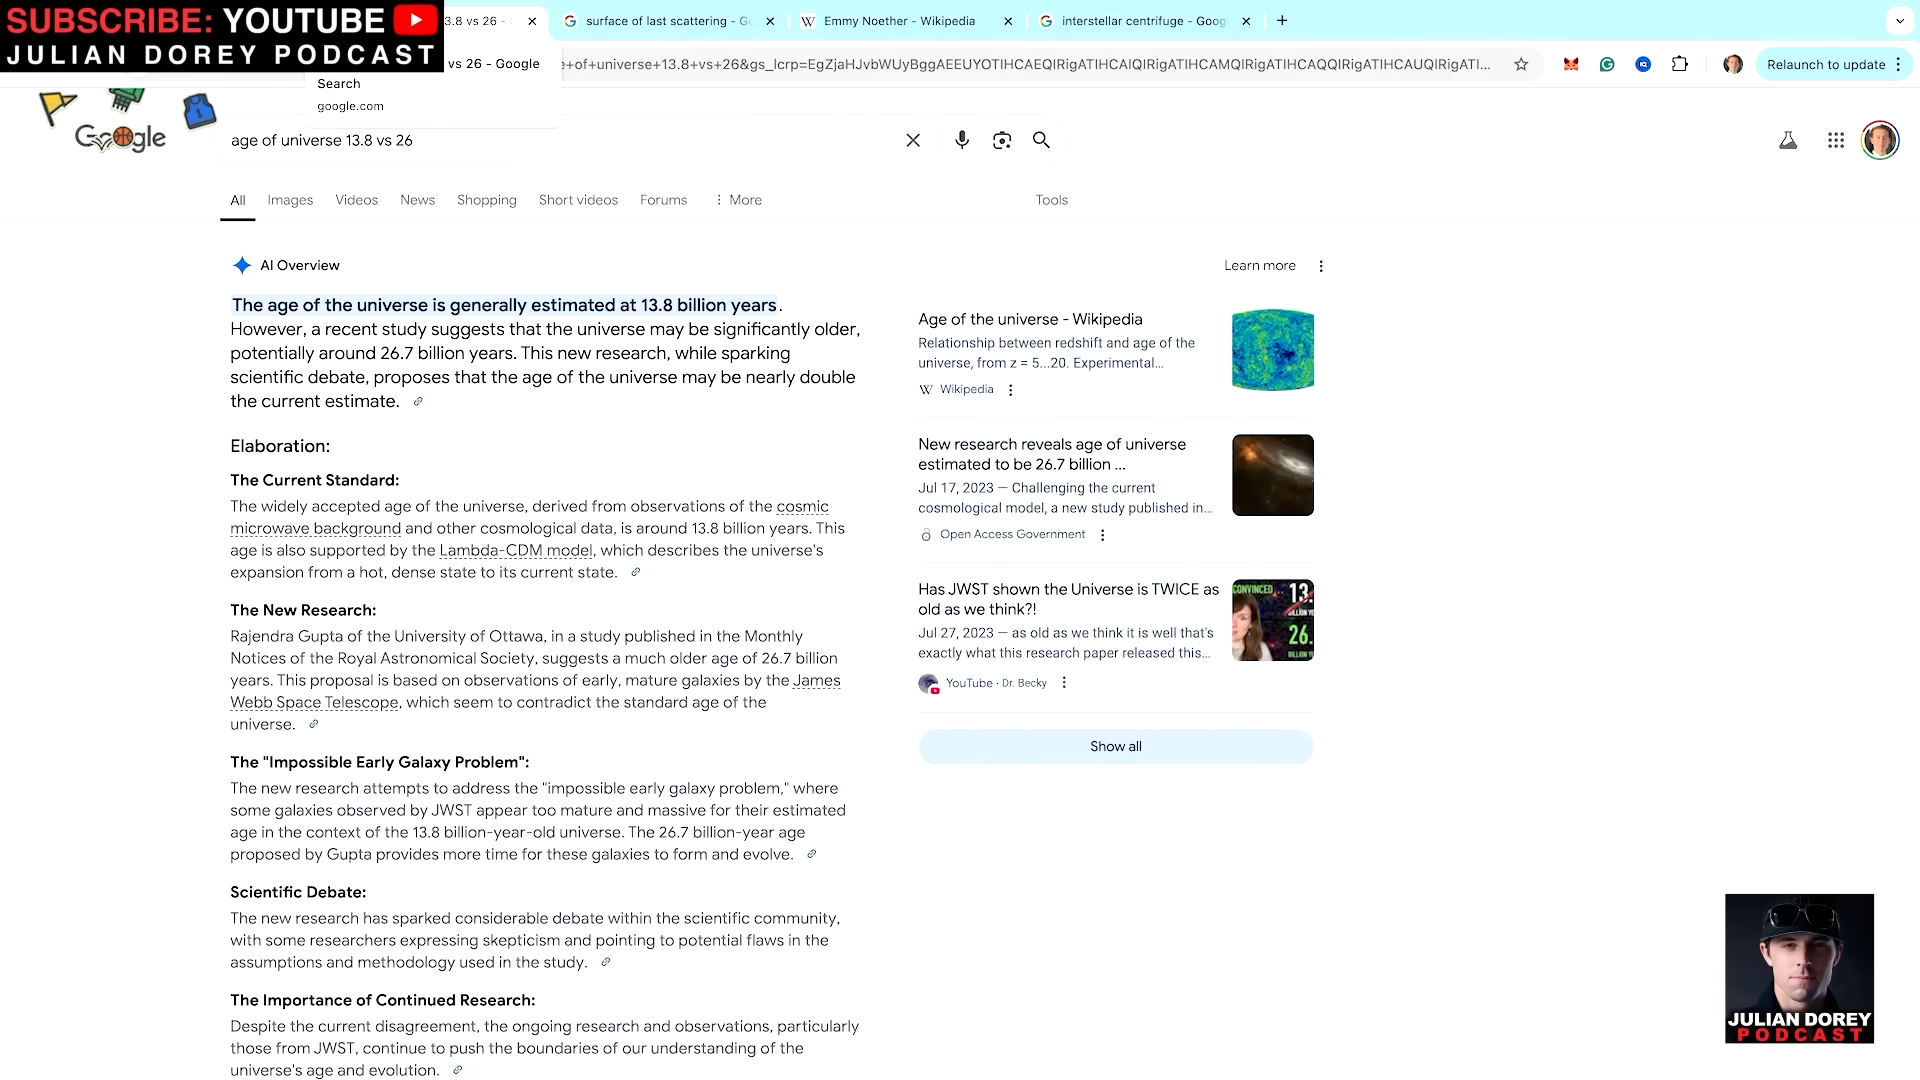 SUBSCRIBE: YOUTUBE
JULIAN DOREY PODCAST
3.8 vs 26 -
surface of last scattering - Go
Emmy Noether - Wikipedia
interstellar centrifuge - Goog
vs 26 - Google
Search
google.com
e+of+universe+13.8+vs+26&gs_lcrp=EgZjaHJvbWUyBggAEEUYOTIHCAEQIRigATIHCAIQIRigATIHCAMQIRigATIHCAQQIRigATIHCAUQIRigATI...
Relaunch to update
Google
age of universe 13.8 vs 26
All
Images
Videos
News
Shopping
Short videos
Forums
More
Tools
AI Overview
Learn more
The age of the universe is generally estimated at 13.8 billion years.
However, a recent study suggests that the universe may be significantly older,
potentially around 26.7 billion years. This new research, while sparking
scientific debate, proposes that the age of the universe may be nearly double
the current estimate.
Elaboration:
The Current Standard:
The widely accepted age of the universe, derived from observations of the cosmic
microwave background and other cosmological data, is around 13.8 billion years. This
age is also supported by the Lambda-CDM model, which describes the universe's
expansion from a hot, dense state to its current state.
The New Research:
Rajendra Gupta of the University of Ottawa, in a study published in the Monthly
Notices of the Royal Astronomical Society, suggests a much older age of 26.7 billion
years. This proposal is based on observations of early, mature galaxies by the James
Webb Space Telescope, which seem to contradict the standard age of the
universe.
The "Impossible Early Galaxy Problem":
The new research attempts to address the "impossible early galaxy problem," where
some galaxies observed by JWST appear too mature and massive for their estimated
age in the context of the 13.8 billion-year-old universe. The 26.7 billion-year age
proposed by Gupta provides more time for these galaxies to form and evolve.
Scientific Debate:
The new research has sparked considerable debate within the scientific community,
with some researchers expressing skepticism and pointing to potential flaws in the
assumptions and methodology used in the study.
The Importance of Continued Research:
Despite the current disagreement, the ongoing research and observations, particularly
those from JWST, continue to push the boundaries of our understanding of the
universe's age and evolution.
Age of the universe - Wikipedia
Relationship between redshift and age of the
universe, from z = 5...20. Experimental...
Wikipedia
New research reveals age of universe
estimated to be 26.7 billion ...
Jul 17, 2023 — Challenging the current
cosmological model, a new study published in...
Open Access Government
Has JWST shown the Universe is TWICE as
old as we think?!
Jul 27, 2023 — as old as we think it is well that's
exactly what this research paper released this...
YouTube · Dr. Becky
CONVINCED
13.
26.
Show all
JULIAN DOREY
PODCAST